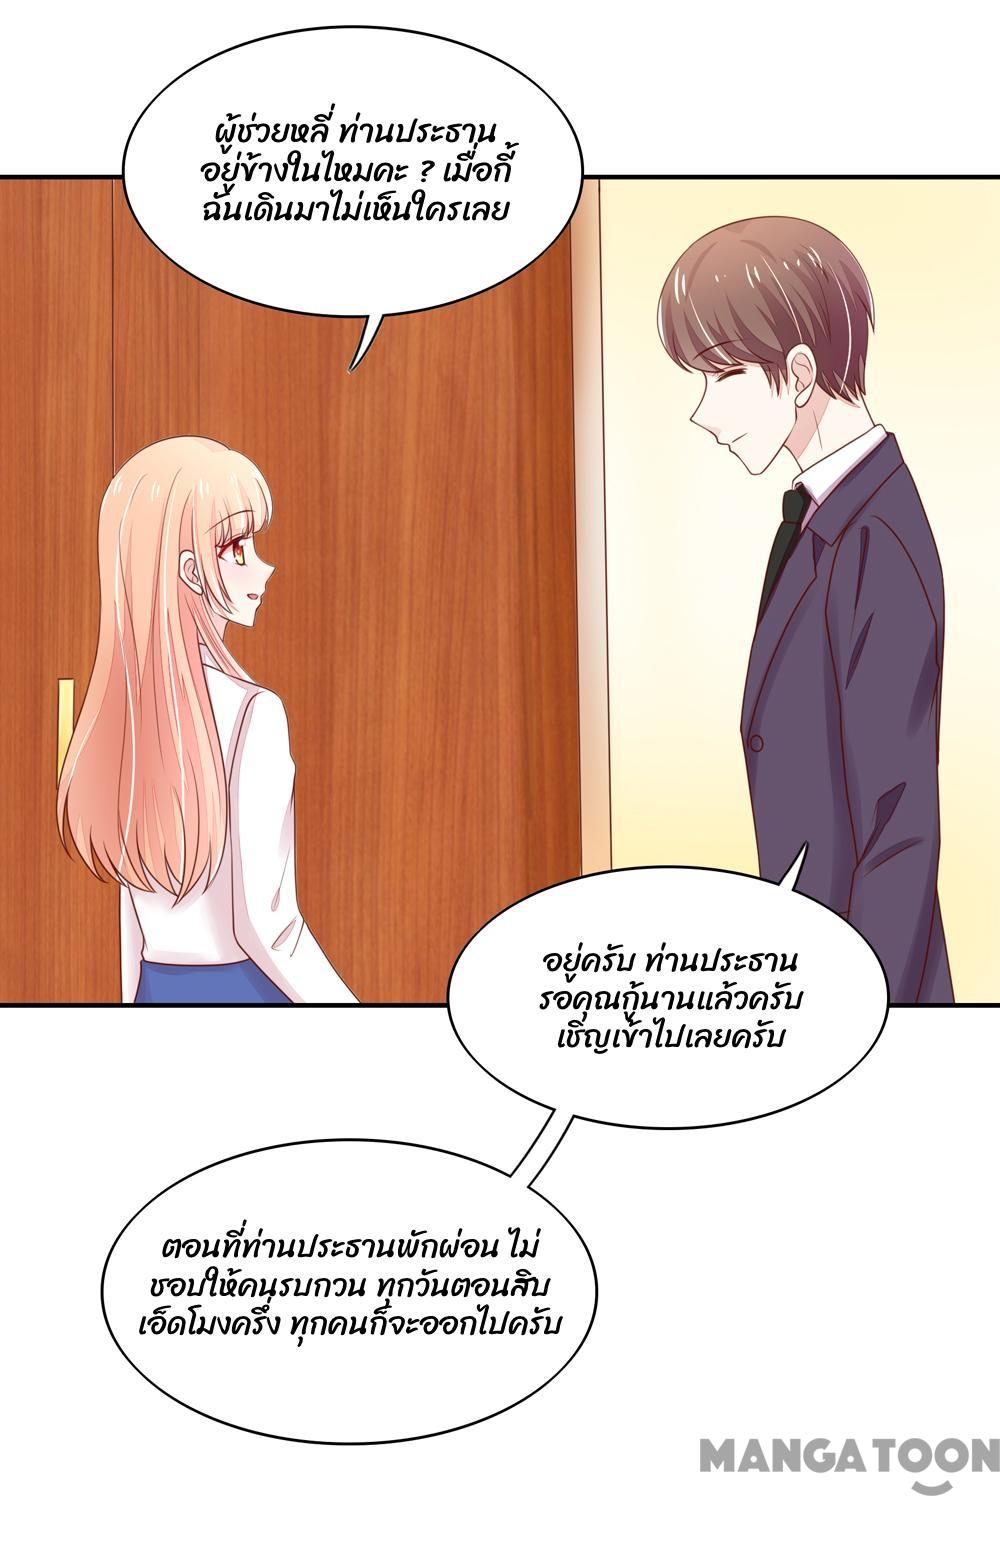 ผู้ช่วยหลี่ ท่านประธาน
อยู่ข้างในไหมคะ ? เมื่อกี้
ฉันเดินมาไม่เห็นใครเลย
อยู่ครับ ท่านประธาน
รอคุณกู้นานแล้วครับ
เชิญเข้าไปเลยครับ
ตอนที่ท่านประธานพักผ่อน ไม่
ชอบให้คนรบกวน ทุกวันตอนสิบ
เอ็ดโมงครึ่ง ทุกคนก็จะออกไปครับ
MANGATOON